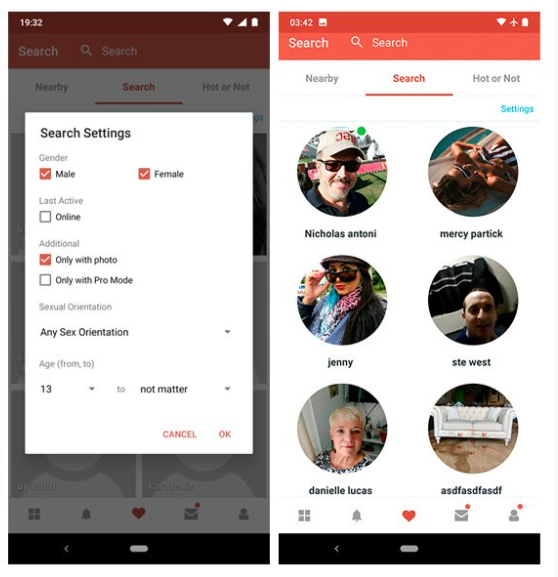 19:32
Search Search
Nearby Search Hot or Not
Search Settings
Gender
Male Female
Last Active
Online
Additional
Only with photo
Only with Pro Mode
Sexual Orientation
Any Sex Orientation
Age (from, to)
13 to not matter
CANCEL OK
karadeniz
03:42
Search Search
Nearby Search Hot or Not
Settings
Nicholas antoni mercy partick
jenny ste west
danielle lucas asdfasdfasdf